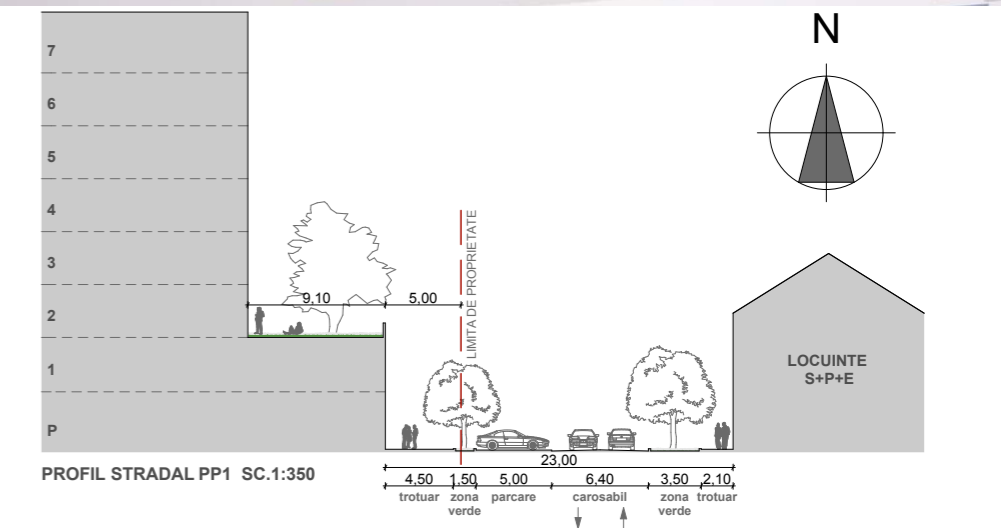 N
7
6
5
4
3
2
1
P
9,10
5,00
LIMITA DE PROPRIETATE
LOCUINTE
S+P+E
PROFIL STRADAL PP1 SC.1:350
23,00
4,50 1,50 5,00 6,40 3,50 2,10
trotuar zona parcare carosabil zona trotuar
verde verde